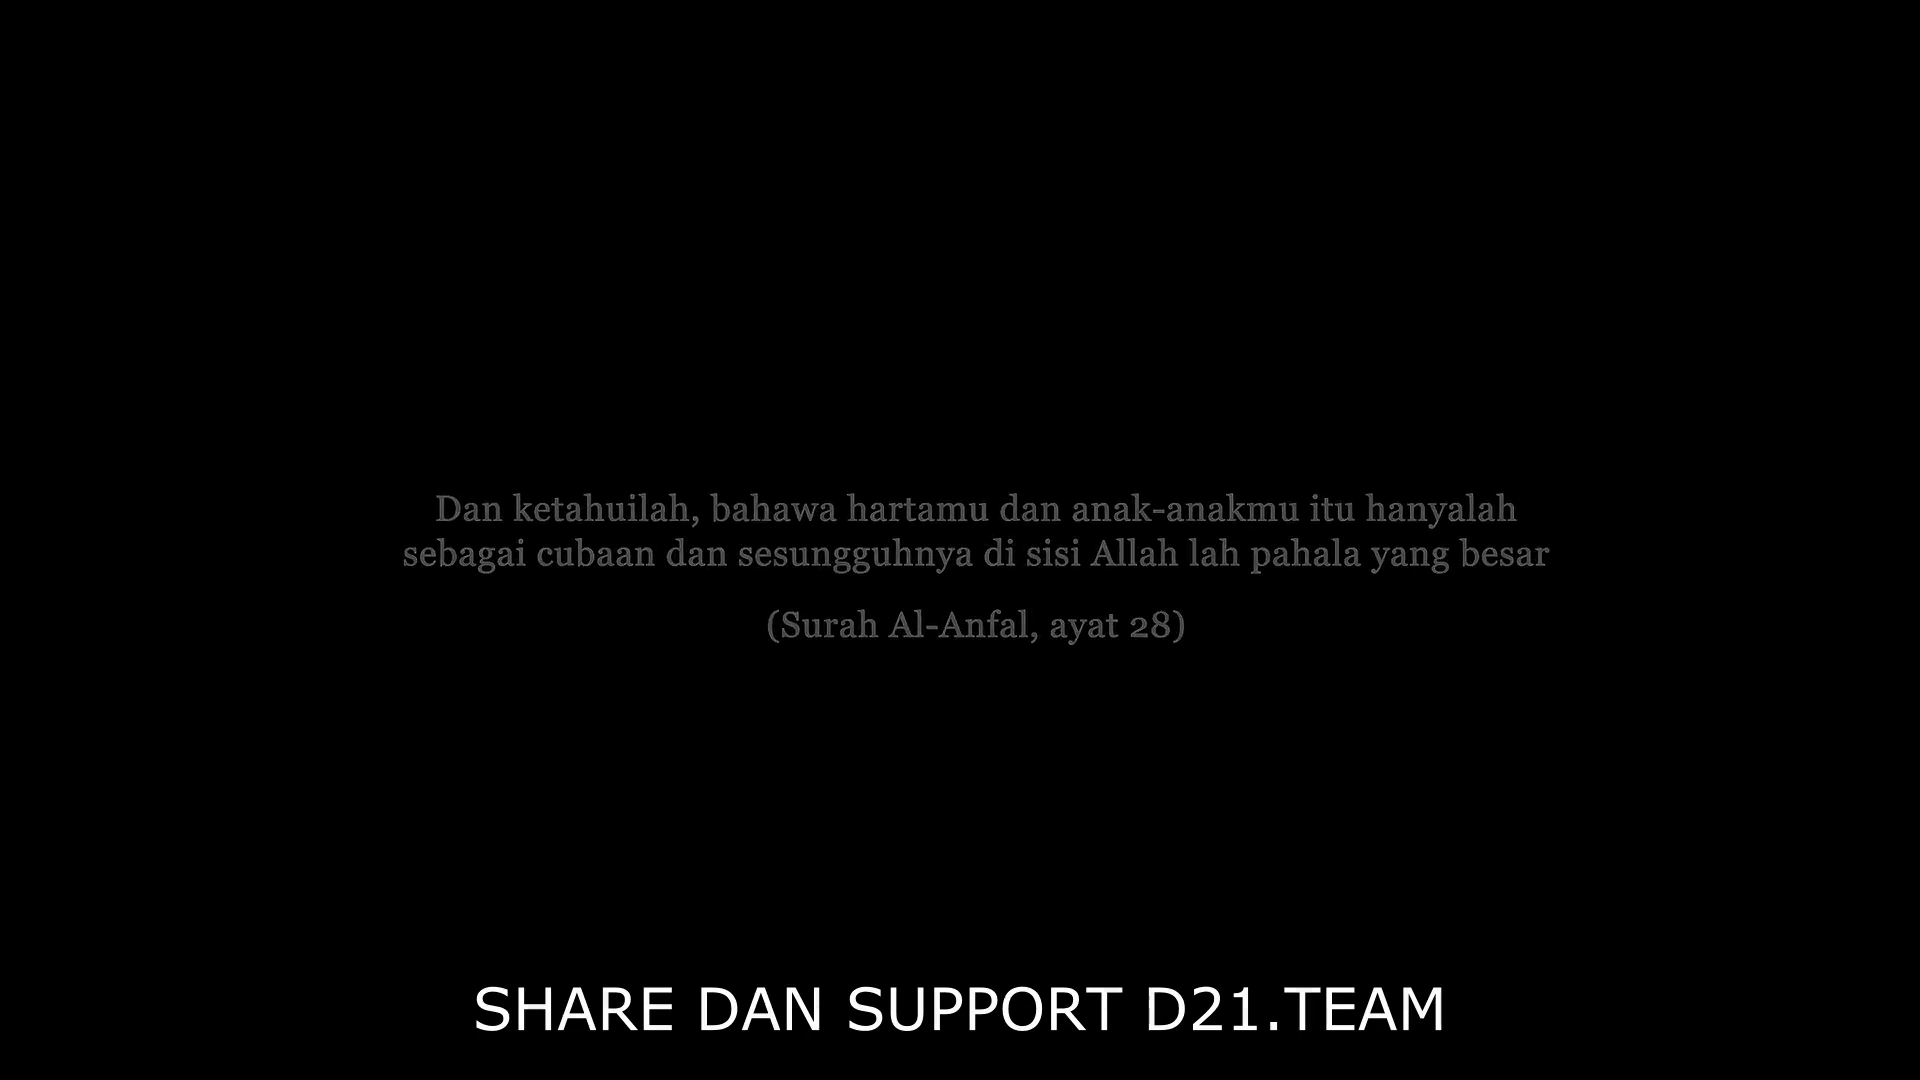 Dan ketahuilah, bahawa hartamu dan anak-anakmu itu hanyalah
sebagai cubaan dan sesungguhnya di sisi Allah lah pahala yang besar
(Surah Al-Anfal, ayat 28)
SHARE DAN SUPPORT D21.TEAM